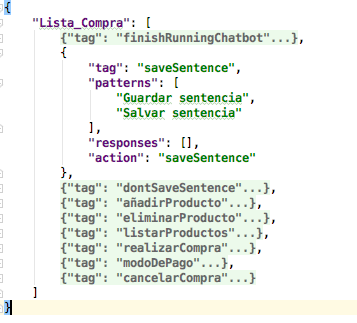 {
"Lista_Compra": [
{"tag": "finishRunningChatbot"...},
{
"tag": "saveSentence",
"patterns": [
"Guardar sentencia",
"Salvar sentencia"
],
"responses": [],
"action": "saveSentence"
},
{"tag": "dontSaveSentence"...},
{"tag": "añadirProducto"...},
{"tag": "eliminarProducto"...},
{"tag": "listarProductos"...},
{"tag": "realizarCompra"...},
{"tag": "modoDePago"...},
{"tag": "cancelarCompra"...}
]
}